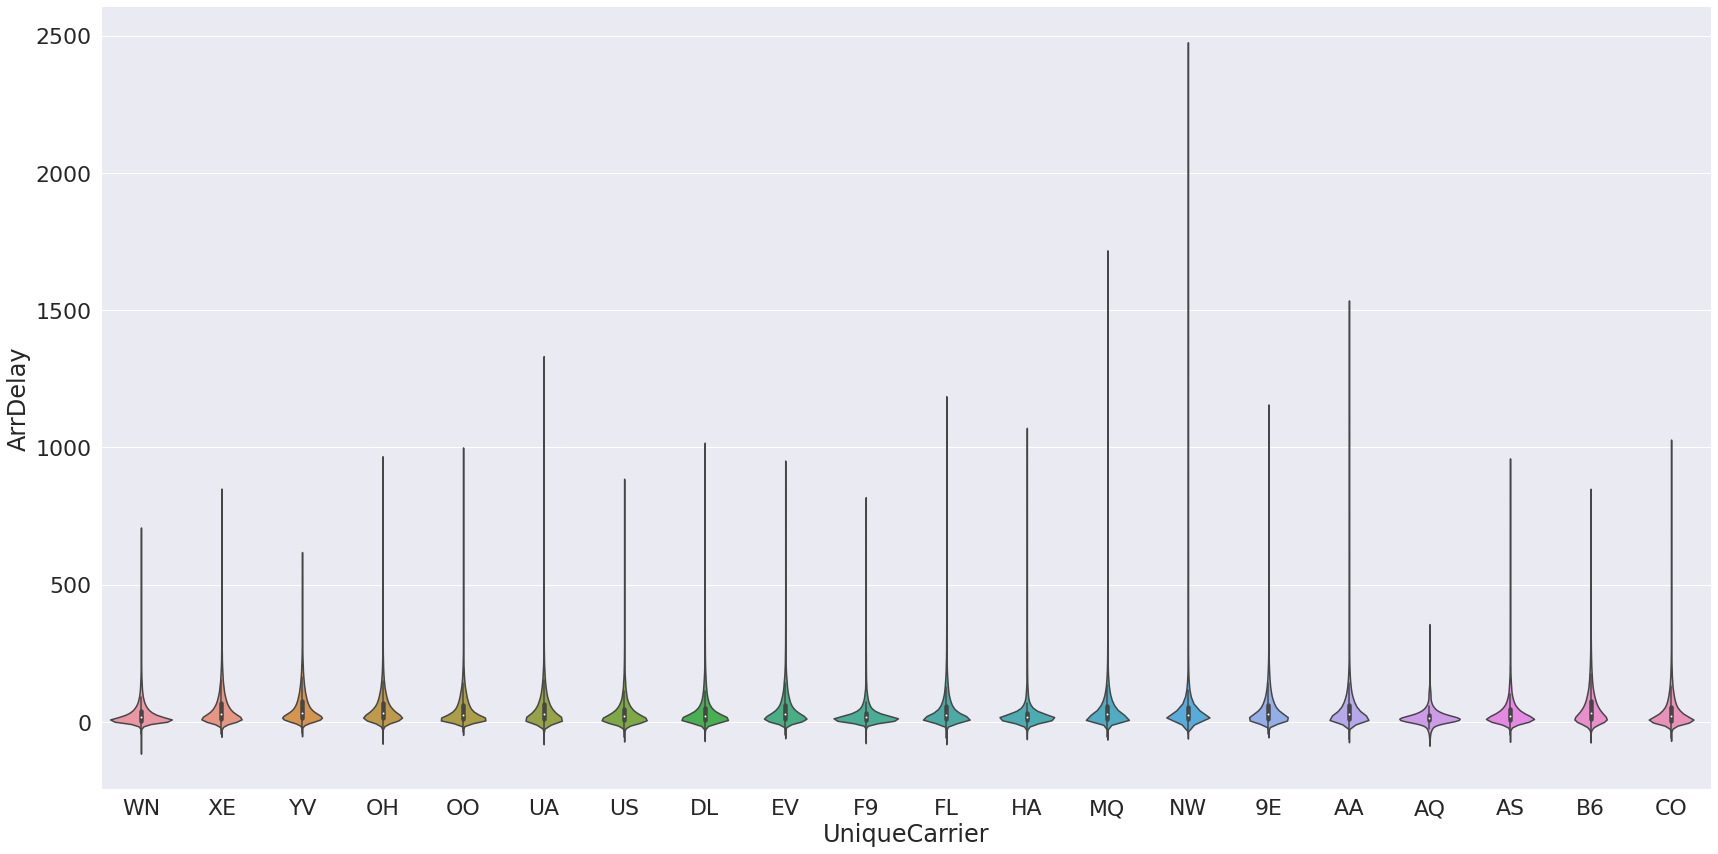 2500
2000
1500
1000
500
0
ArrDelay
WN XE YV OH OO UA US DL EV F9 FL HA MQ NW 9E AA AQ AS B6 CO
UniqueCarrier